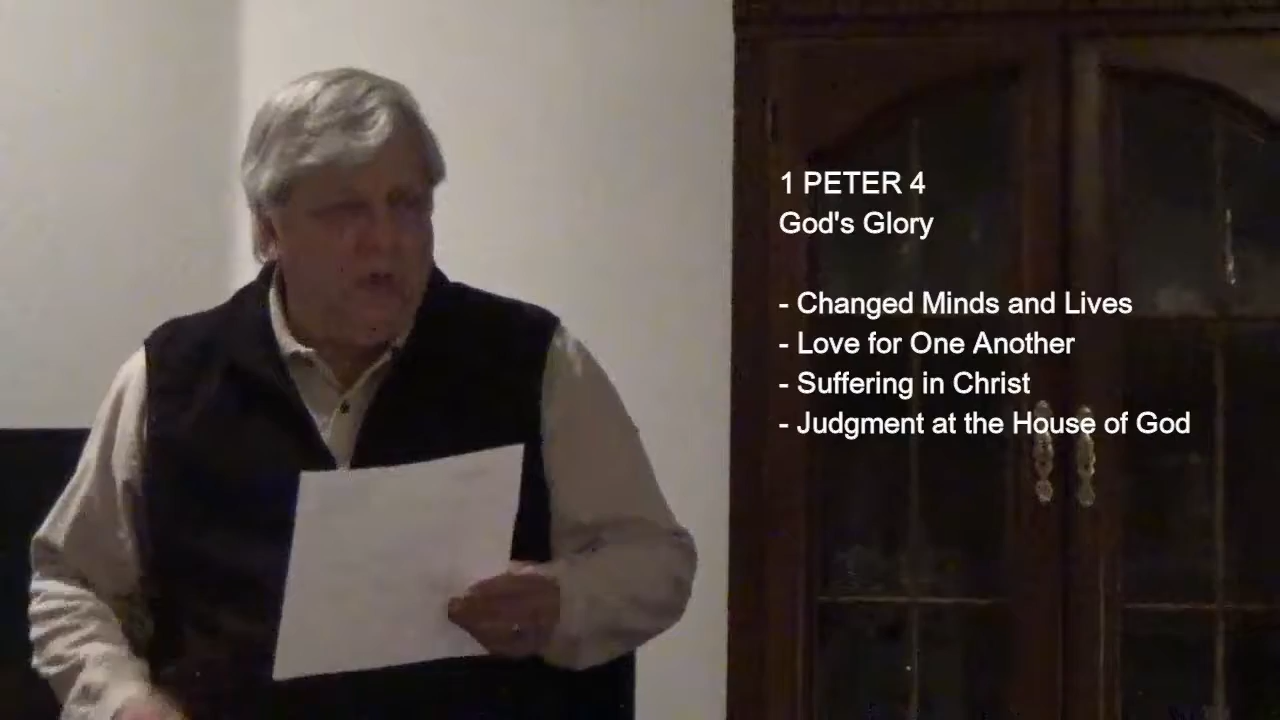 1 PETER 4
God's Glory
- Changed Minds and Lives
- Love for One Another
- Suffering in Christ
- Judgment at the House of God